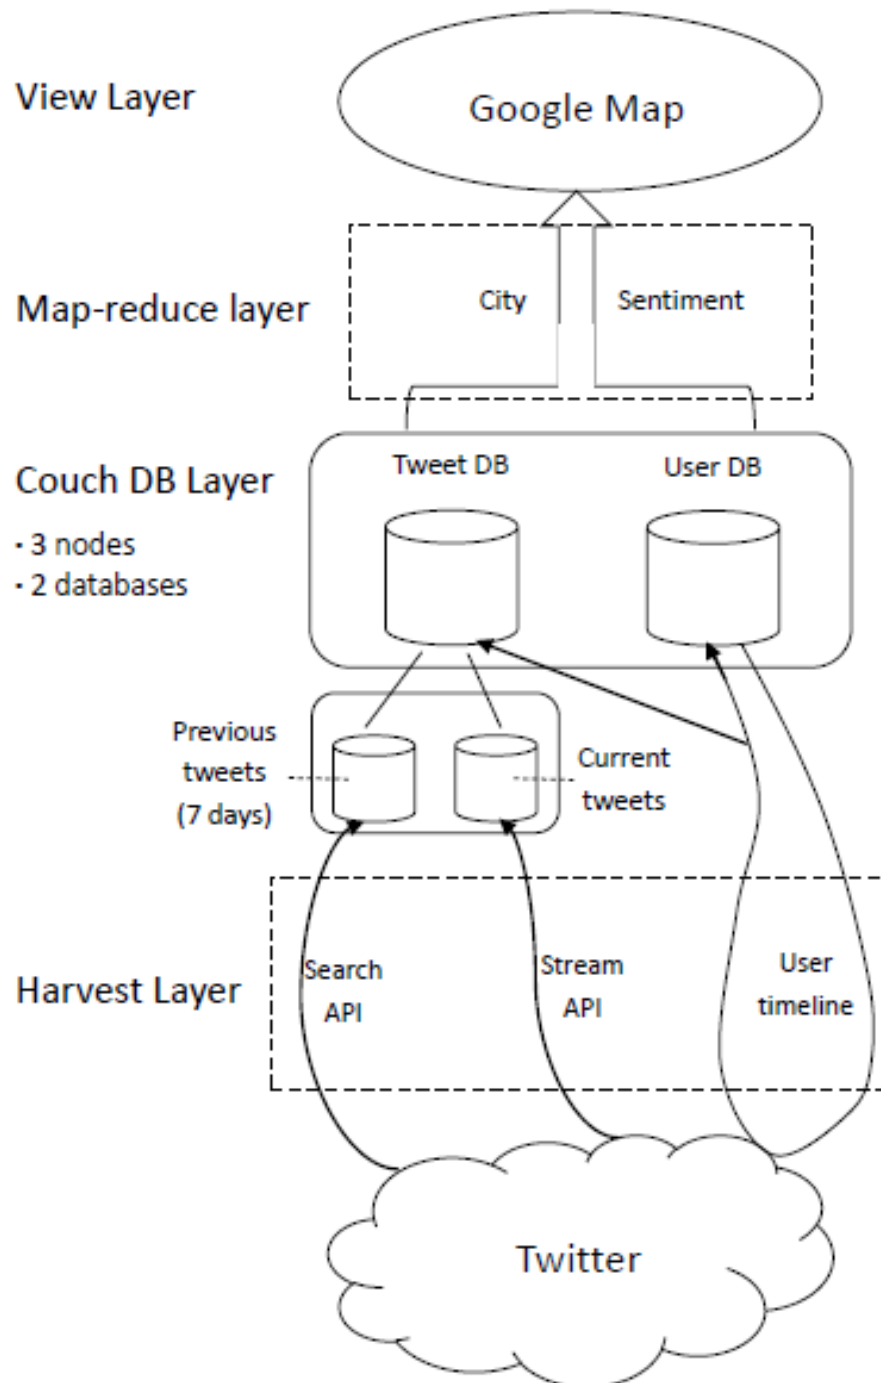 View Layer
Google Map
Map-reduce layer
City
Sentiment
Couch DB Layer
· 3 nodes
· 2 databases
Tweet DB
User DB
Previous
tweets
(7 days)
Current
tweets
Harvest Layer
Search
API
Stream
API
User
timeline
Twitter